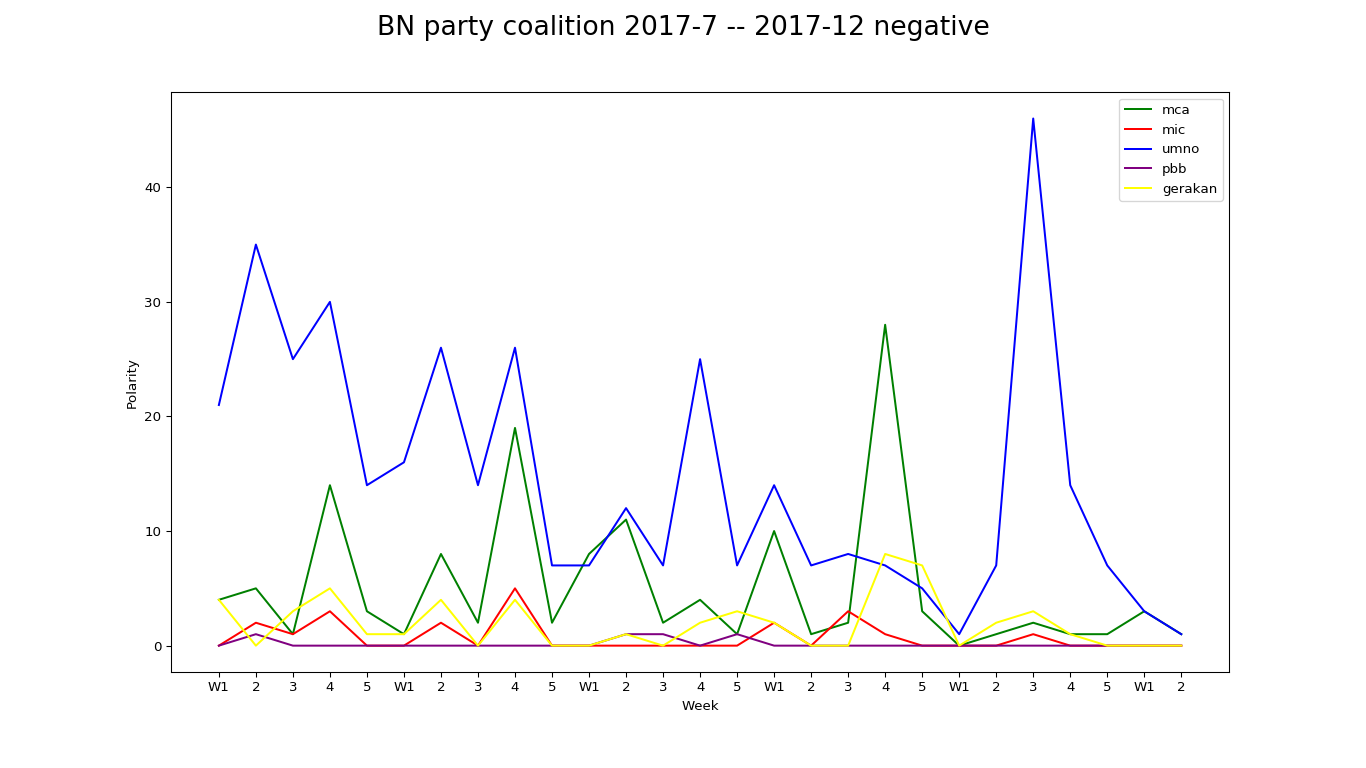 BN party coalition 2017-7 -- 2017-12 negative
mca
mic
umno
pbb
gerakan
40
30
20
10
0
Polarity
W1 2 3 4 5 W1 2 3 4 5 W1 2 3 4 5 W1 2 3 4 5 W1 2 3 4 5 W1 2
Week